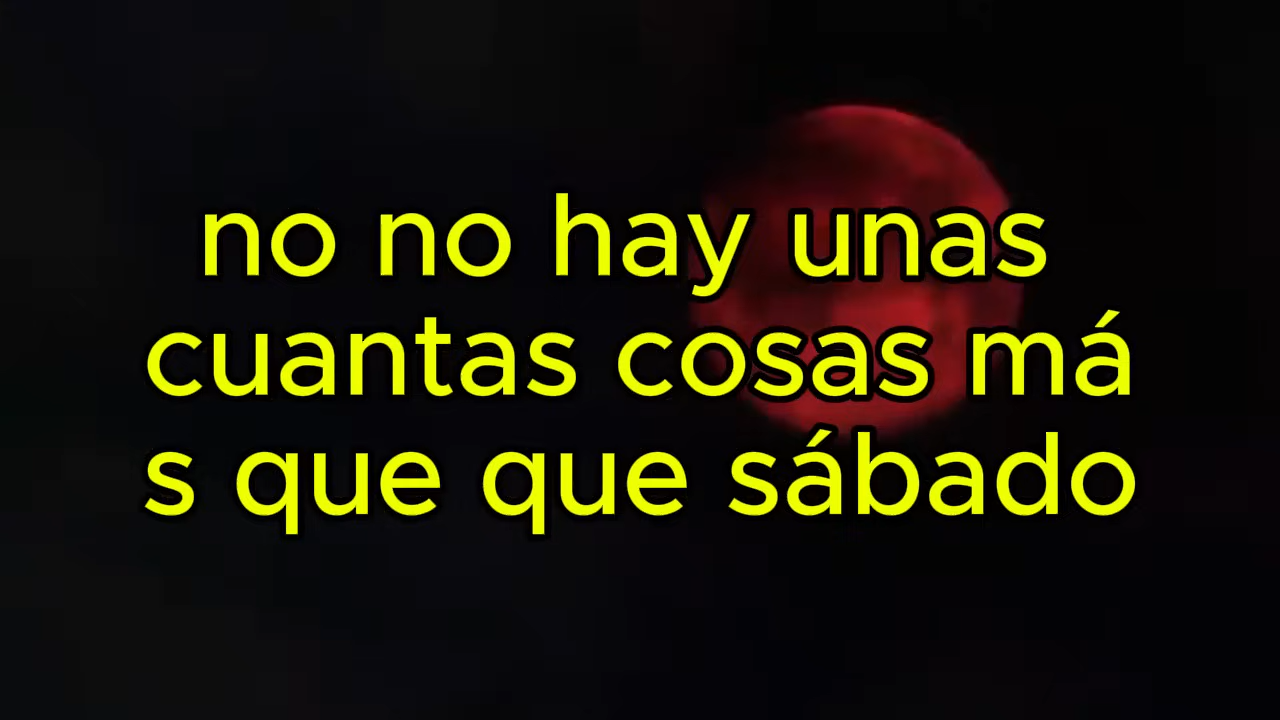 no no hay unas
cuantas cosas má
s que que sábado